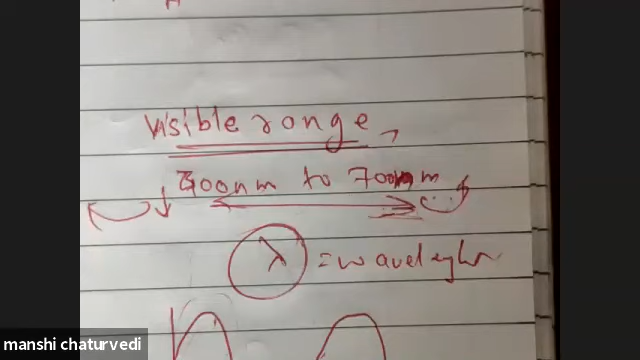 Visible range,
400nm to 700nm
λ = wavelength
manshi chaturvedi